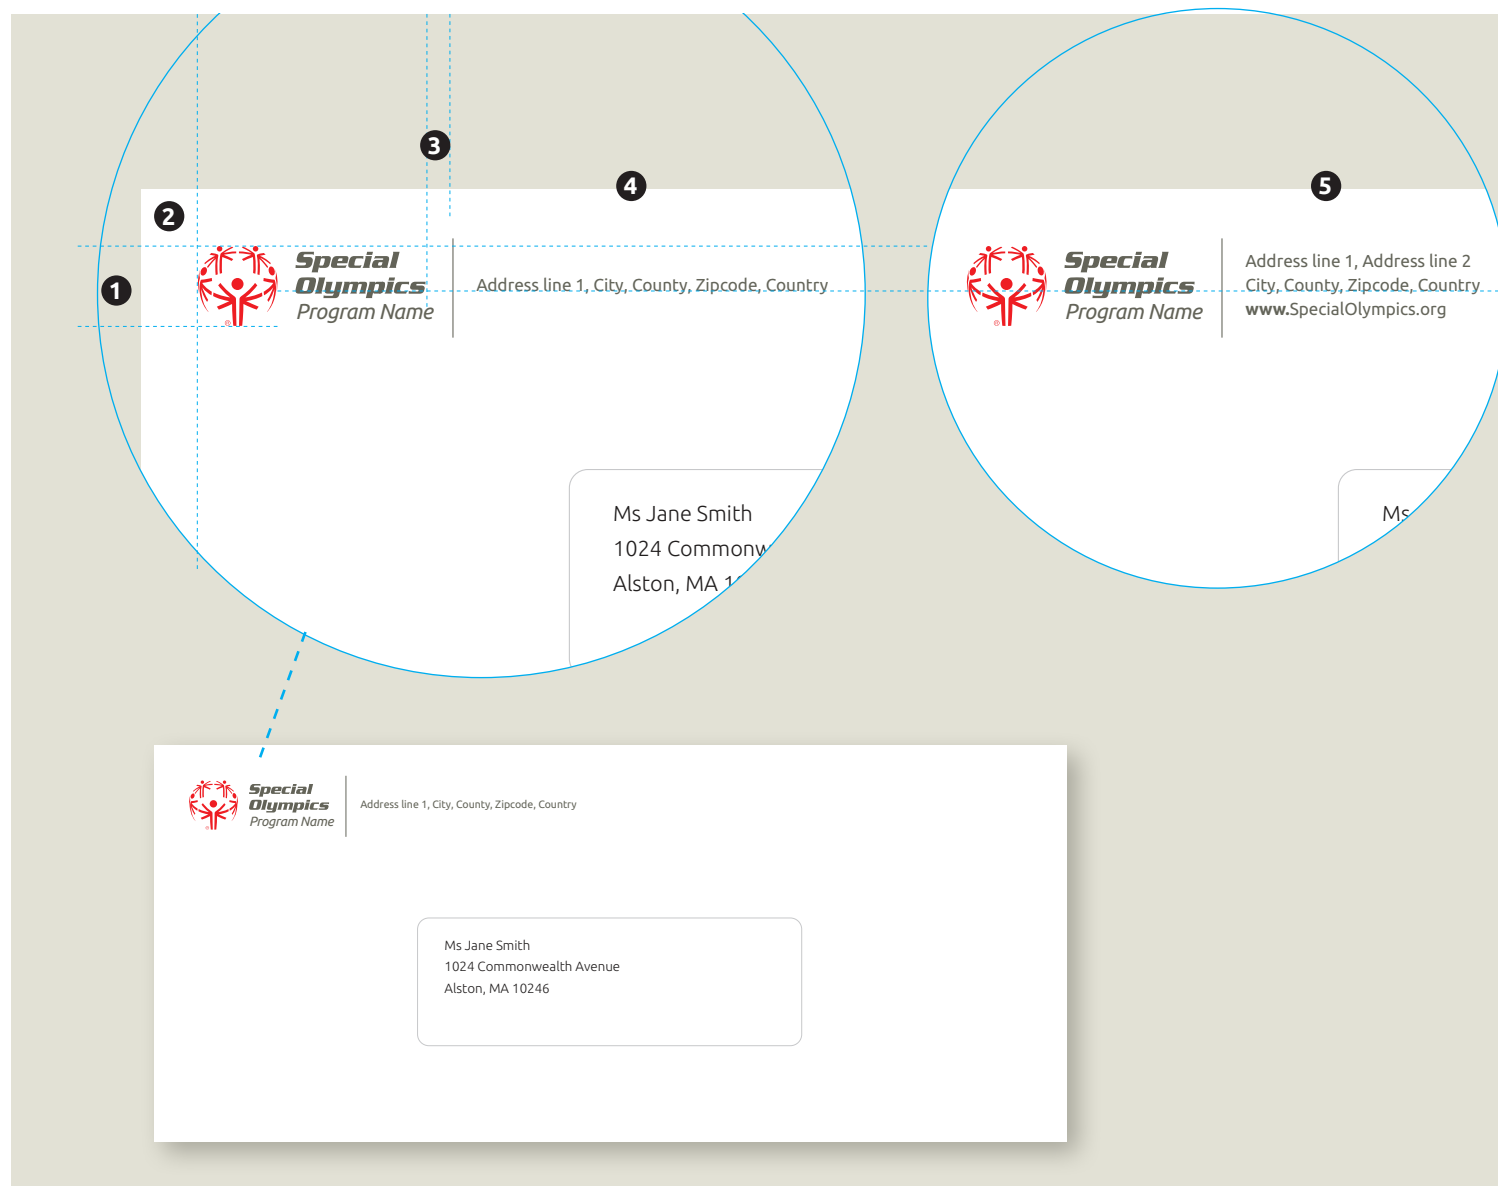 3
4
5
2
1
Special
Olympics
Program Name
®
Address line 1, City, County, Zipcode, Country
Special
Olympics
Program Name
®
Address line 1, Address line 2
City, County, Zipcode, Country
www.SpecialOlympics.org
Ms Jane Smith
1024 Commonw
Alston, MA 1
Ms
Special
Olympics
Program Name
®
Address line 1, City, County, Zipcode, Country
Ms Jane Smith
1024 Commonwealth Avenue
Alston, MA 10246